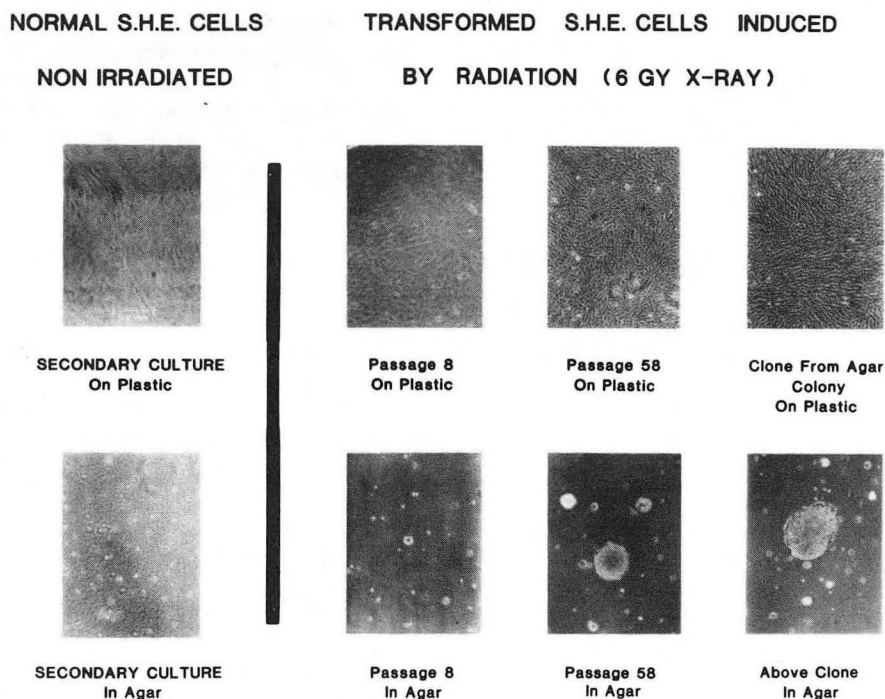 NORMAL S.H.E. CELLS
NON IRRADIATED
TRANSFORMED S.H.E. CELLS INDUCED
BY RADIATION (6 GY X-RAY)
SECONDARY CULTURE
On Plastic
Passage 8
On Plastic
Passage 58
On Plastic
Clone From Agar
Colony
On Plastic
SECONDARY CULTURE
In Agar
Passage 8
In Agar
Passage 58
In Agar
Above Clone
In Agar